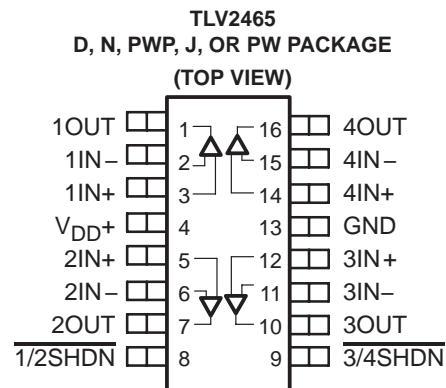 TLV2465
D, N, PWP, J, OR PW PACKAGE
(TOP VIEW)
1OUT 1 16 4OUT
1IN− 2 15 4IN−
1IN+ 3 14 4IN+
VDD+ 4 13 GND
2IN+ 5 12 3IN+
2IN− 6 11 3IN−
2OUT 7 10 3OUT
1/2SHDN 8 9 3/4SHDN